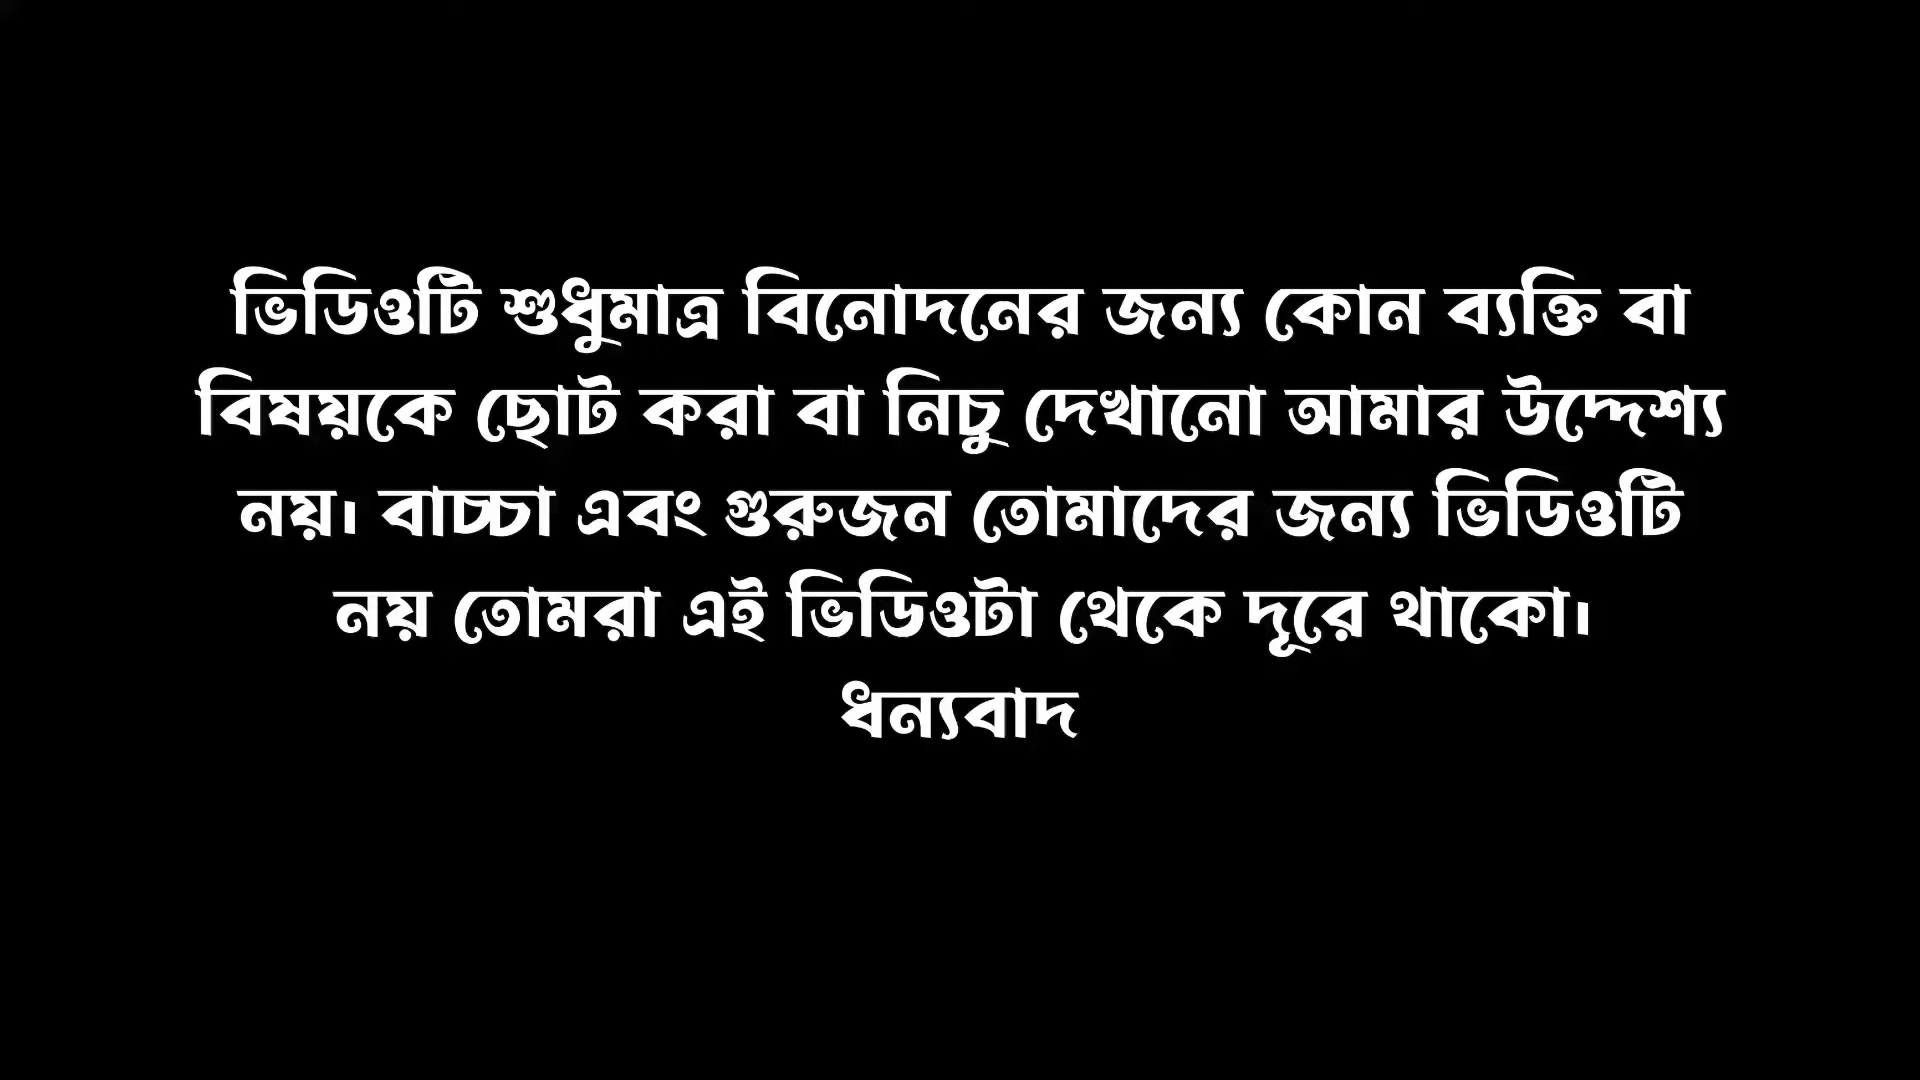 ভিডিওটি শুধুমাত্র বিনোদনের জন্য কোন ব্যক্তি বা
বিষয়কে ছোট করা বা নিচু দেখানো আমার উদ্দেশ্য
নয়। বাচ্চা এবং গুরুজন তোমাদের জন্য ভিডিওটি
নয় তোমরা এই ভিডিওটা থেকে দূরে থাকো।
ধন্যবাদ